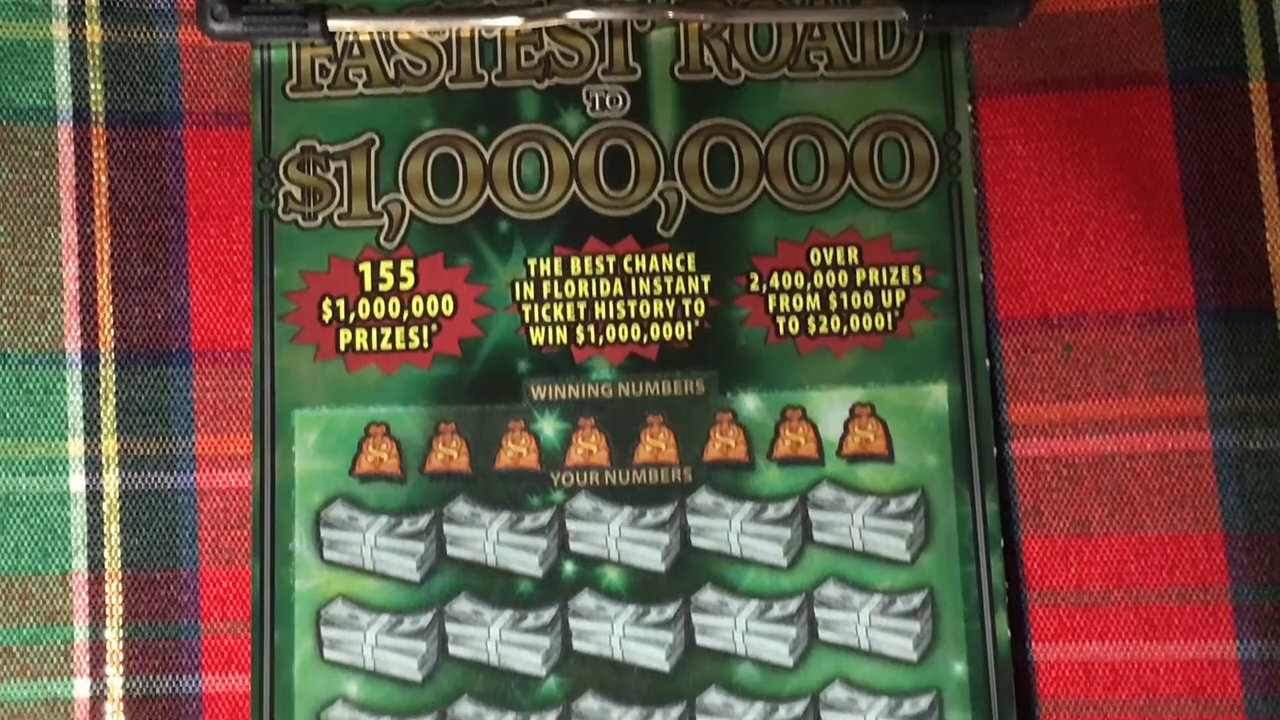 FASTEST ROAD
TO
$1,000,000
155
$1,000,000
PRIZES!*
THE BEST CHANCE
IN FLORIDA INSTANT
TICKET HISTORY TO
WIN $1,000,000!*
OVER
2,400,000 PRIZES
FROM $100 UP
TO $20,000!*
WINNING NUMBERS
$ $ $ $ $ $ $ $
YOUR NUMBERS